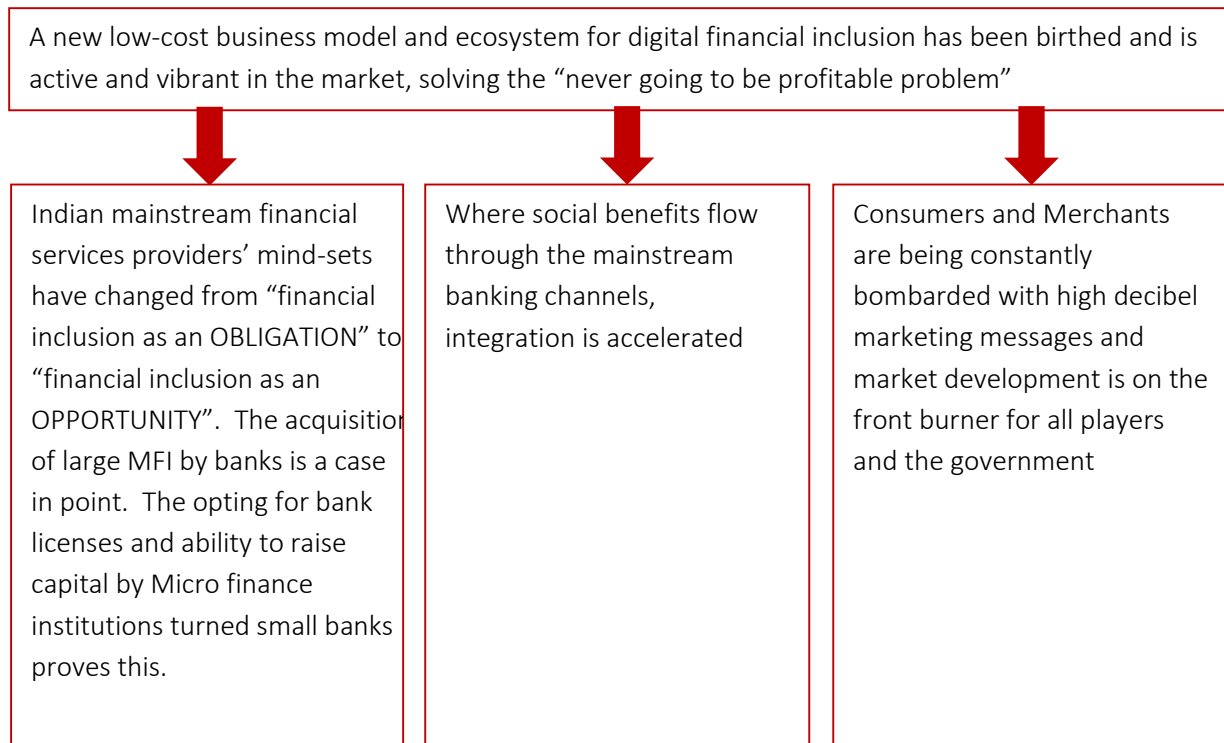 A new low-cost business model and ecosystem for digital financial inclusion has been birthed and is
active and vibrant in the market, solving the “never going to be profitable problem”
Indian mainstream financial
services providers’ mind-sets
have changed from “financial
inclusion as an OBLIGATION” to
“financial inclusion as an
OPPORTUNITY”.  The acquisition
of large MFI by banks is a case
in point.  The opting for bank
licenses and ability to raise
capital by Micro finance
institutions turned small banks
proves this.
Where social benefits flow
through the mainstream
banking channels,
integration is accelerated
Consumers and Merchants
are being constantly
bombarded with high decibel
marketing messages and
market development is on the
front burner for all players
and the government